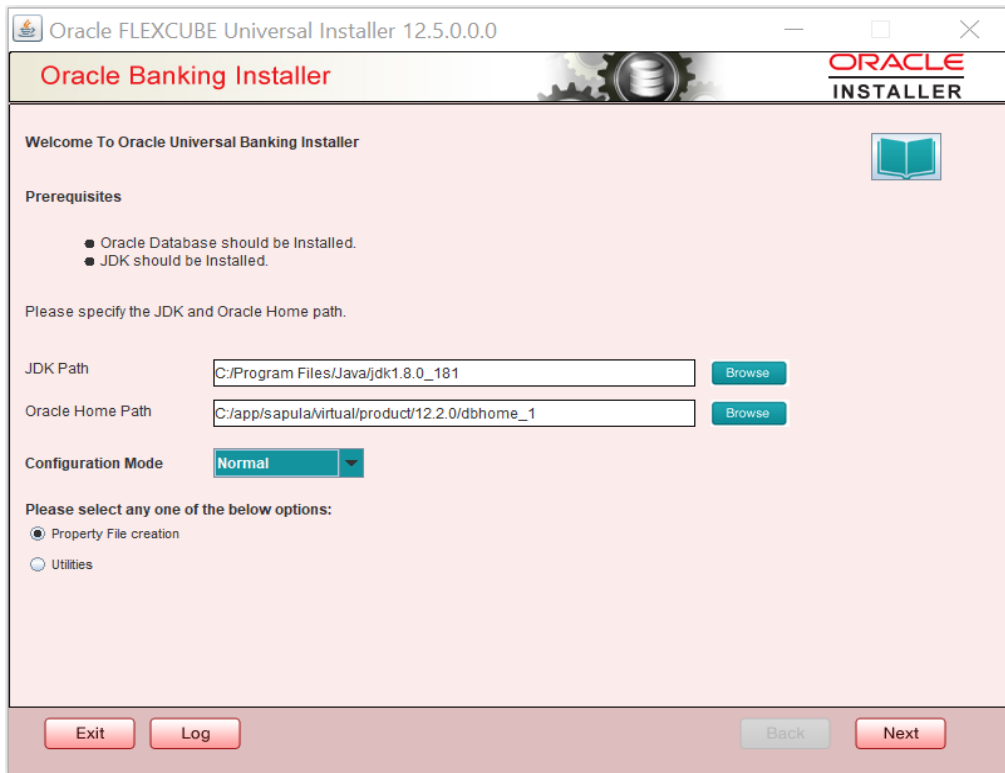 Oracle FLEXCUBE Universal Installer 12.5.0.0.0
Oracle Banking Installer
ORACLE
INSTALLER
Welcome To Oracle Universal Banking Installer
Prerequisites
Oracle Database should be Installed.
JDK should be Installed.
Please specify the JDK and Oracle Home path.
JDK Path
C:/Program Files/Java/jdk1.8.0_181
Browse
Oracle Home Path
C:/app/sapula/virtual/product/12.2.0/dbhome_1
Browse
Configuration Mode
Normal
Please select any one of the below options:
Property File creation
Utilities
Exit
Log
Back
Next